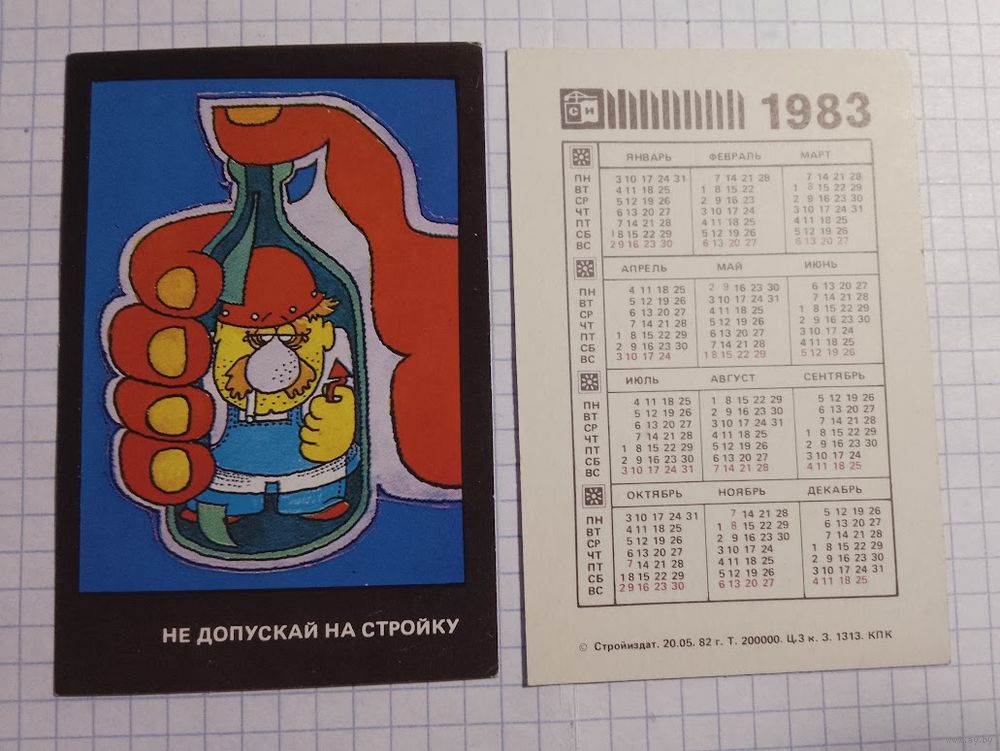 НЕ ДОПУСКАЙ НА СТРОЙКУ
СИ 1983
ЯНВАРЬ ФЕВРАЛЬ МАРТ
ПН 3 10 17 24 31 7 14 21 28 7 14 21 28
ВТ 4 11 18 25 1 8 15 22 1 8 15 22 29
СР 5 12 19 26 2 9 16 23 2 9 16 23 30
ЧТ 6 13 20 27 3 10 17 24 3 10 17 24 31
ПТ 7 14 21 28 4 11 18 25 4 11 18 25
СБ 1 8 15 22 29 5 12 19 26 5 12 19 26
ВС 2 9 16 23 30 6 13 20 27 6 13 20 27
АПРЕЛЬ МАЙ ИЮНЬ
ПН 4 11 18 25 2 9 16 23 30 6 13 20 27
ВТ 5 12 19 26 3 10 17 24 31 7 14 21 28
СР 6 13 20 27 4 11 18 25 1 8 15 22 29
ЧТ 7 14 21 28 5 12 19 26 2 9 16 23 30
ПТ 1 8 15 22 29 6 13 20 27 3 10 17 24
СБ 2 9 16 23 30 7 14 21 28 4 11 18 25
ВС 3 10 17 24 1 8 15 22 29 5 12 19 26
ИЮЛЬ АВГУСТ СЕНТЯБРЬ
ПН 4 11 18 25 1 8 15 22 29 5 12 19 26
ВТ 5 12 19 26 2 9 16 23 30 6 13 20 27
СР 6 13 20 27 3 10 17 24 31 7 14 21 28
ЧТ 7 14 21 28 4 11 18 25 1 8 15 22 29
ПТ 1 8 15 22 29 5 12 19 26 2 9 16 23 30
СБ 2 9 16 23 30 6 13 20 27 3 10 17 24
ВС 3 10 17 24 31 7 14 21 28 4 11 18 25
ОКТЯБРЬ НОЯБРЬ ДЕКАБРЬ
ПН 3 10 17 24 31 7 14 21 28 5 12 19 26
ВТ 4 11 18 25 1 8 15 22 29 6 13 20 27
СР 5 12 19 26 2 9 16 23 30 7 14 21 28
ЧТ 6 13 20 27 3 10 17 24 1 8 15 22 29
ПТ 7 14 21 28 4 11 18 25 2 9 16 23 30
СБ 1 8 15 22 29 5 12 19 26 3 10 17 24 31
ВС 2 9 16 23 30 6 13 20 27 4 11 18 25
© Стройиздат. 20.05. 82 г. Т. 200000. Ц.3 к. З. 1313. КПК
www.ay.by